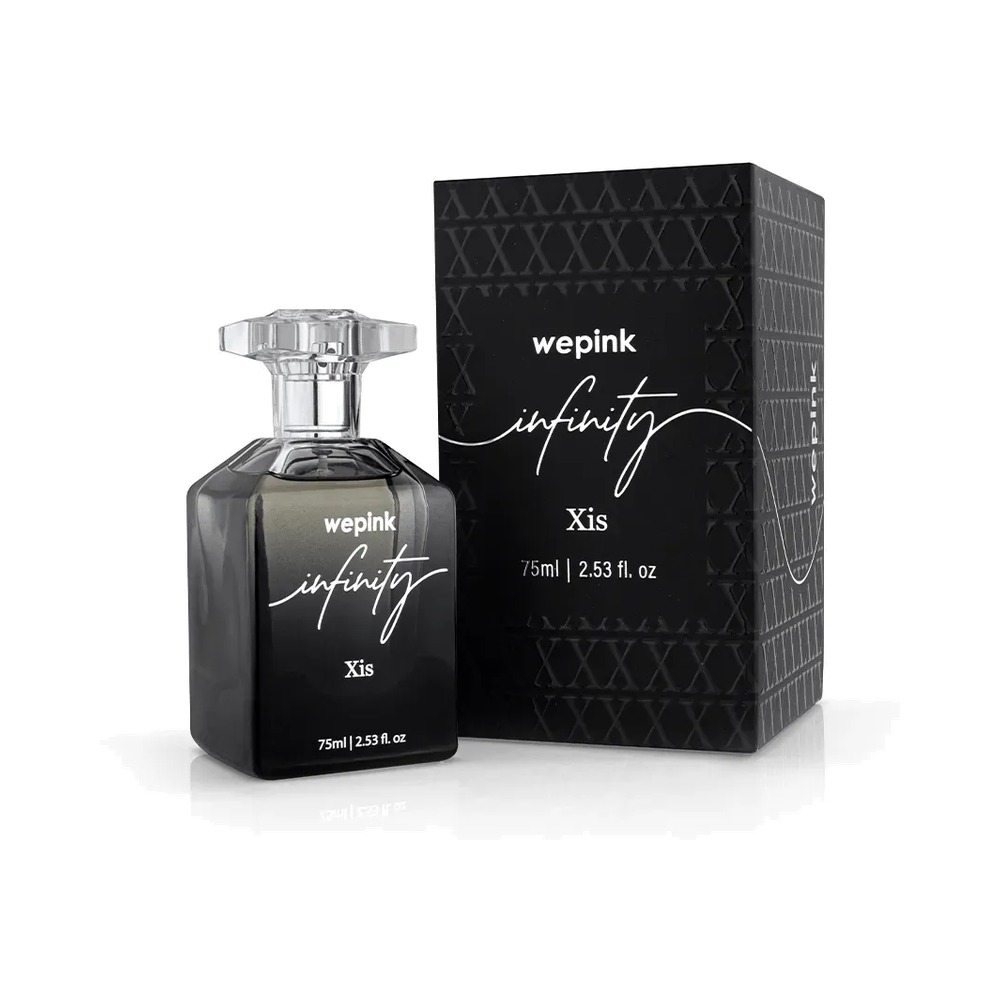 wepink
infinity
Xis
75ml | 2.53 fl. oz
wepink
wepink
infinity
Xis
75ml | 2.53 fl. oz